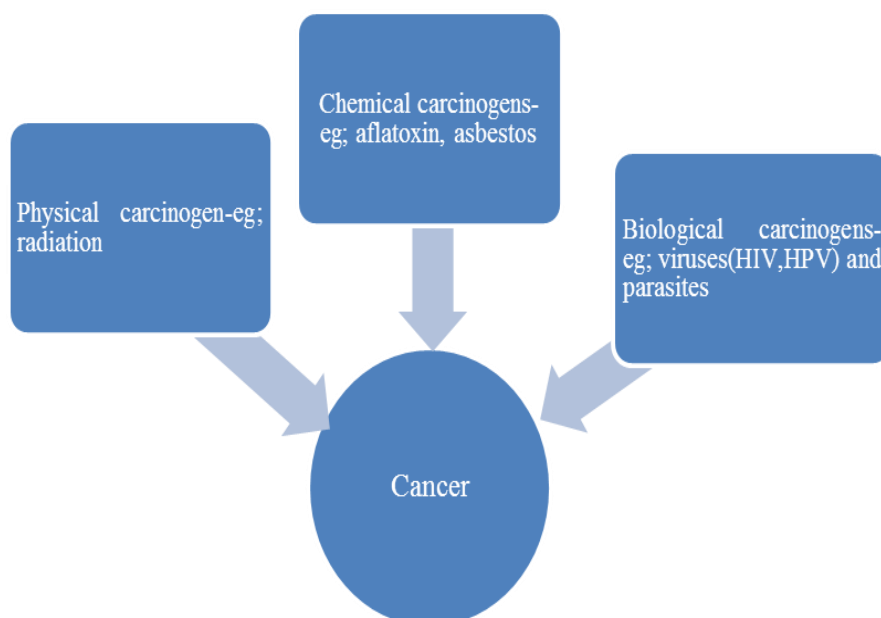 Chemical carcinogens-
eg; aflatoxin, asbestos
Physical carcinogen-eg;
radiation
Biological carcinogens-
eg; viruses(HIV,HPV) and
parasites
Cancer